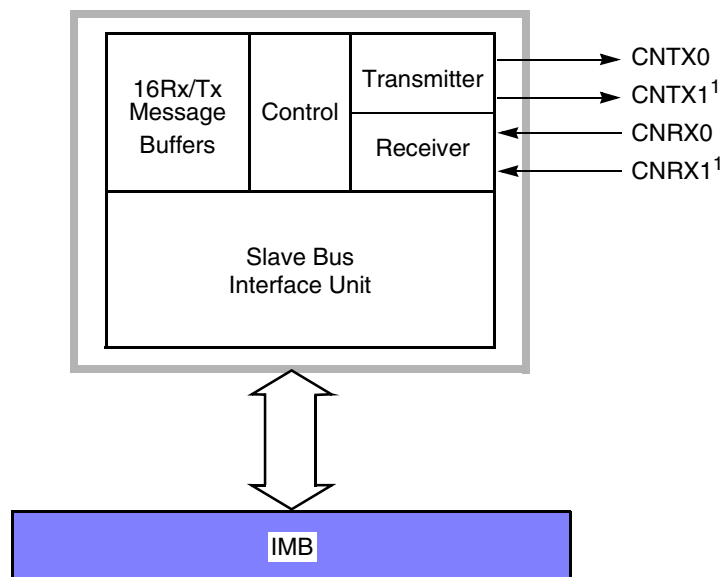 16Rx/Tx
Message
Buffers
Control
Transmitter
Receiver
CNTX0
CNTX1¹
CNRX0
CNRX1¹
Slave Bus
Interface Unit
IMB